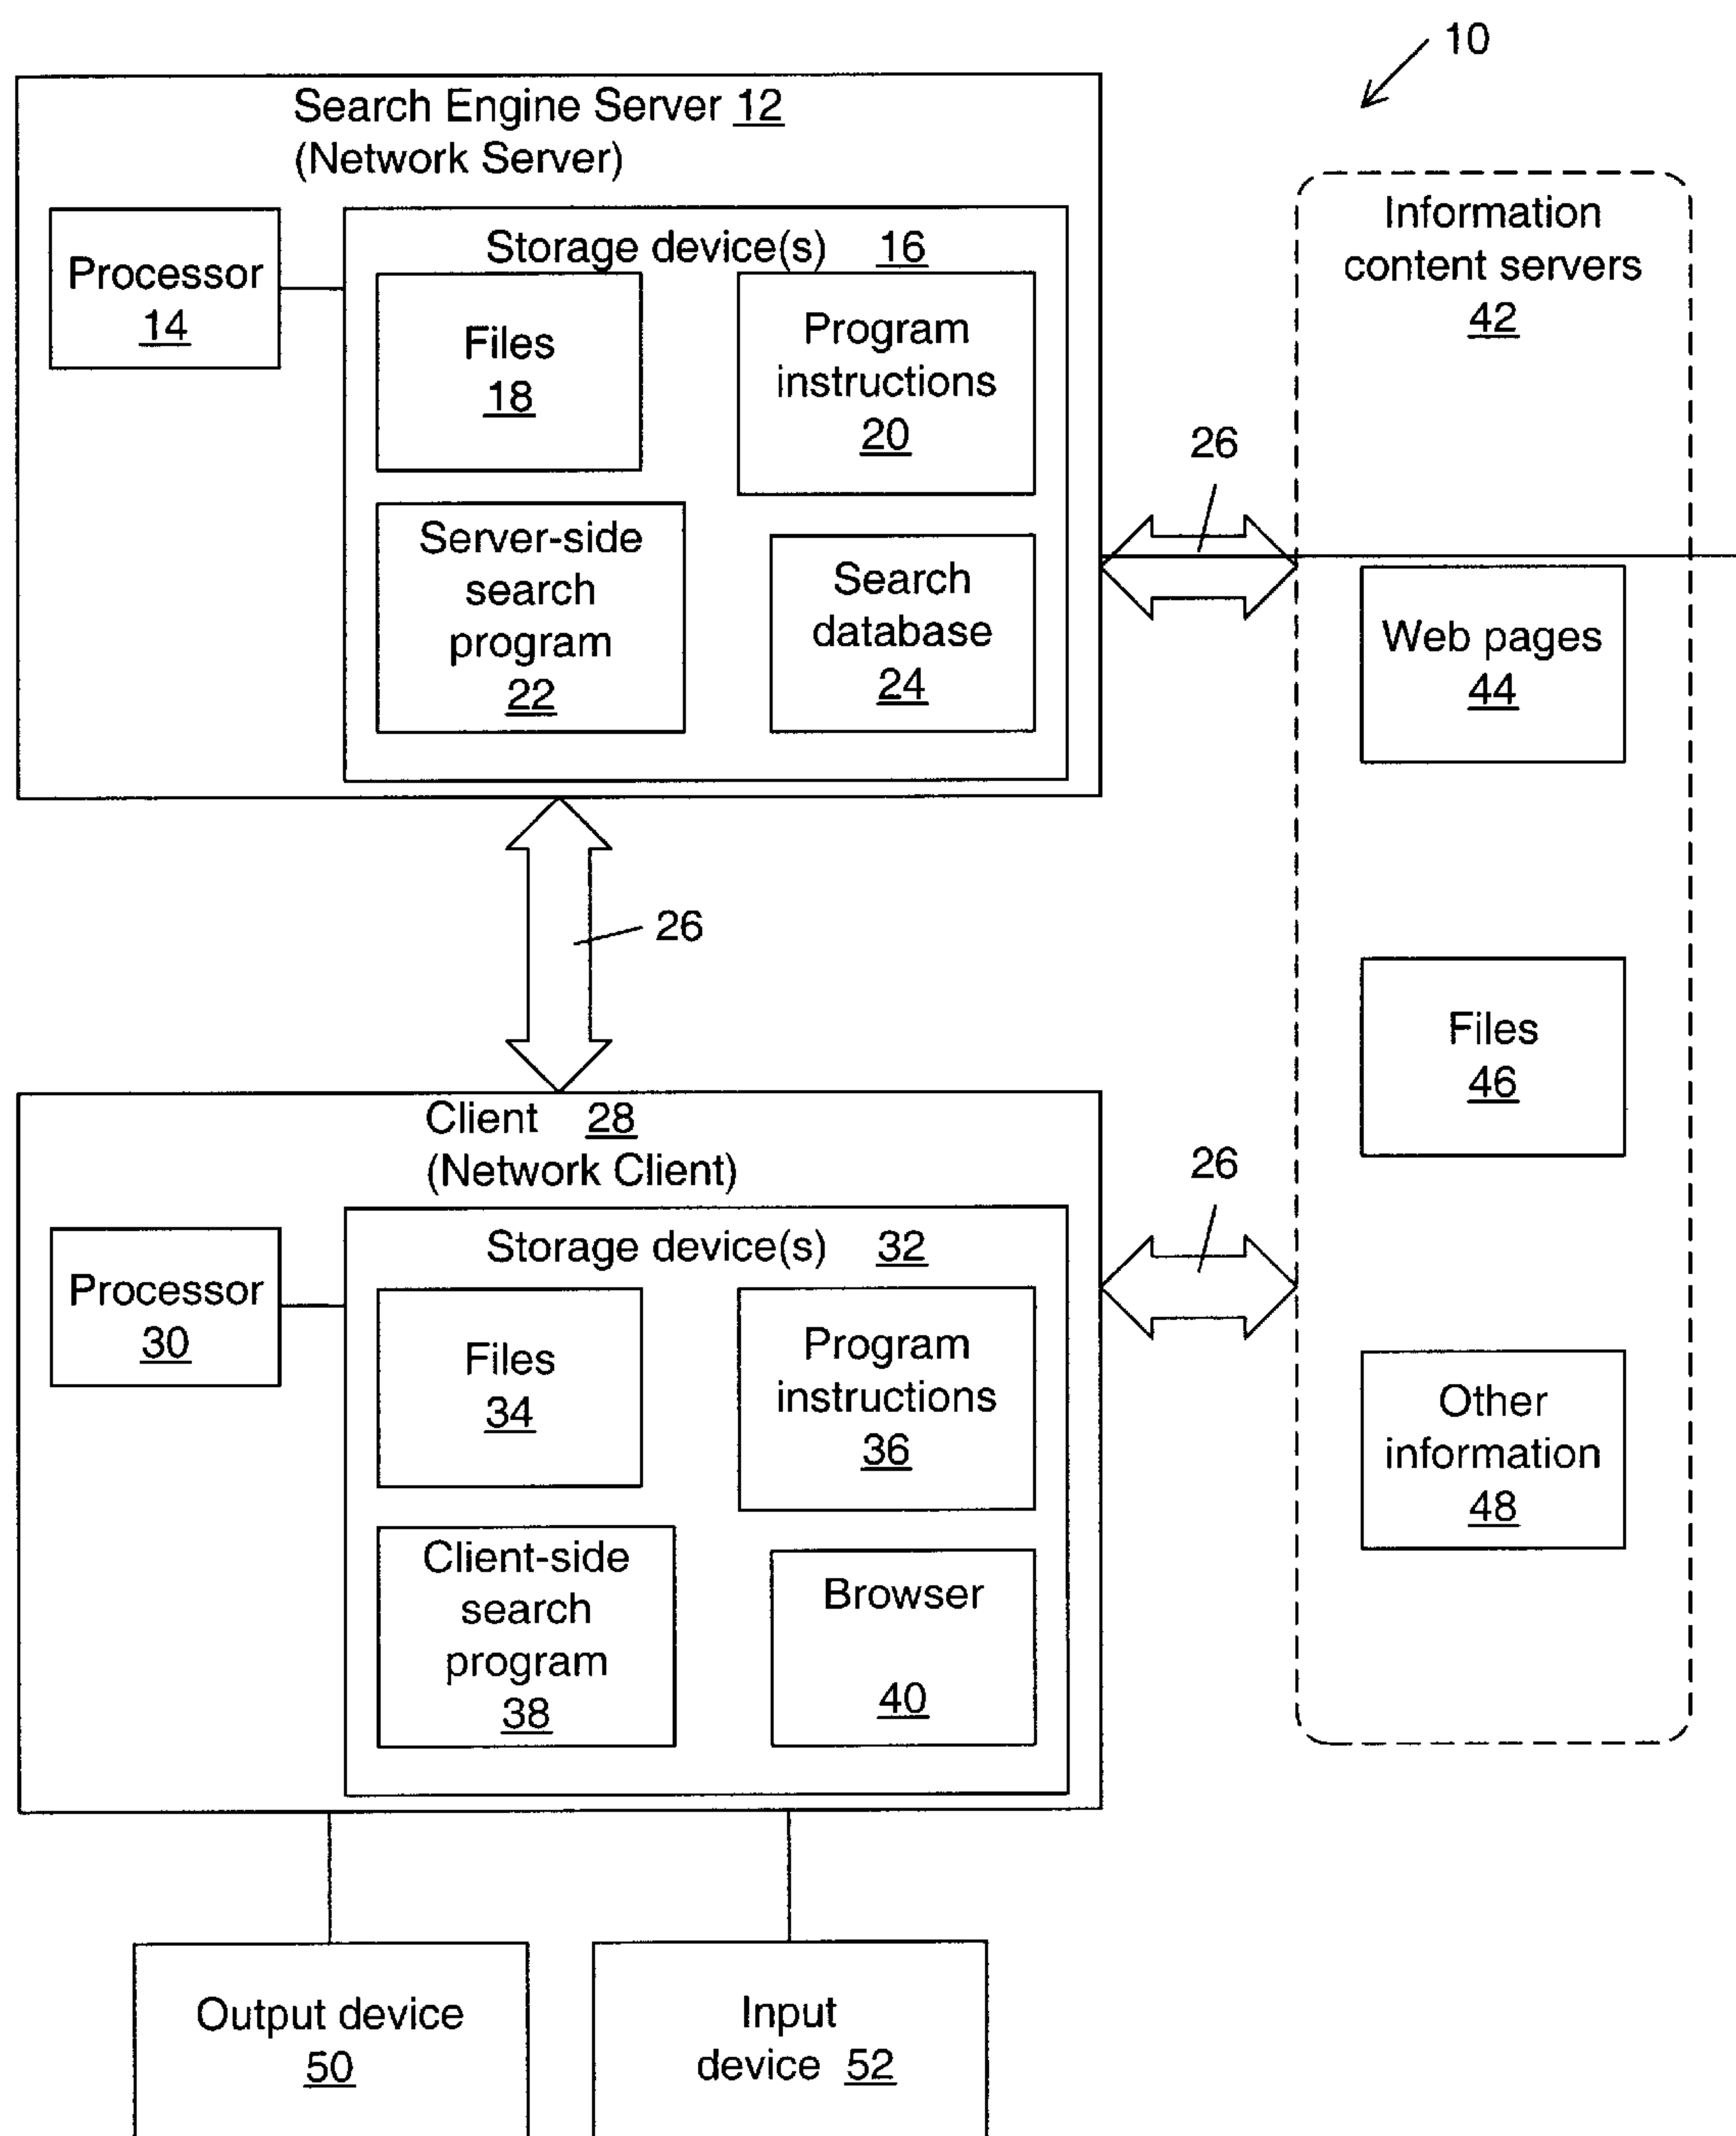 10
Search Engine Server 12
(Network Server)
Processor
14
Storage device(s) 16
Files
18
Program
instructions
20
Server-side
search
program
22
Search
database
24
26
Information
content servers
42
Web pages
44
Files
46
Other
information
48
26
26
Client 28
(Network Client)
Processor
30
Storage device(s) 32
Files
34
Program
instructions
36
Client-side
search
program
38
Browser
40
Output device
50
Input
device 52